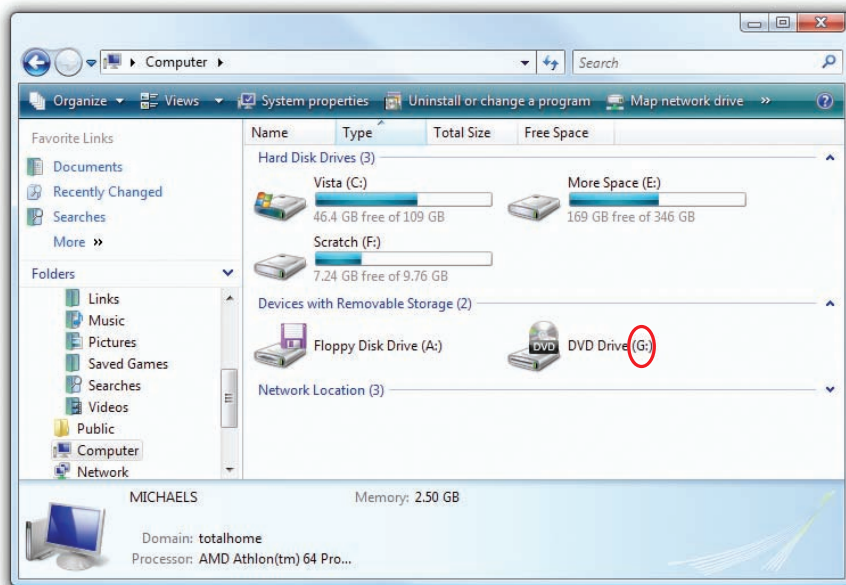 Computer
Search
Organize Views System properties Uninstall or change a program Map network drive »
Favorite Links
Documents
Recently Changed
Searches
More »
Folders
Links
Music
Pictures
Saved Games
Searches
Videos
Public
Computer
Network
Name Type Total Size Free Space
Hard Disk Drives (3)
Vista (C:)
46.4 GB free of 109 GB
More Space (E:)
169 GB free of 346 GB
Scratch (F:)
7.24 GB free of 9.76 GB
Devices with Removable Storage (2)
Floppy Disk Drive (A:)
DVD
DVD Drive (G:)
Network Location (3)
MICHAELS Memory: 2.50 GB
Domain: totalhome
Processor: AMD Athlon(tm) 64 Pro...